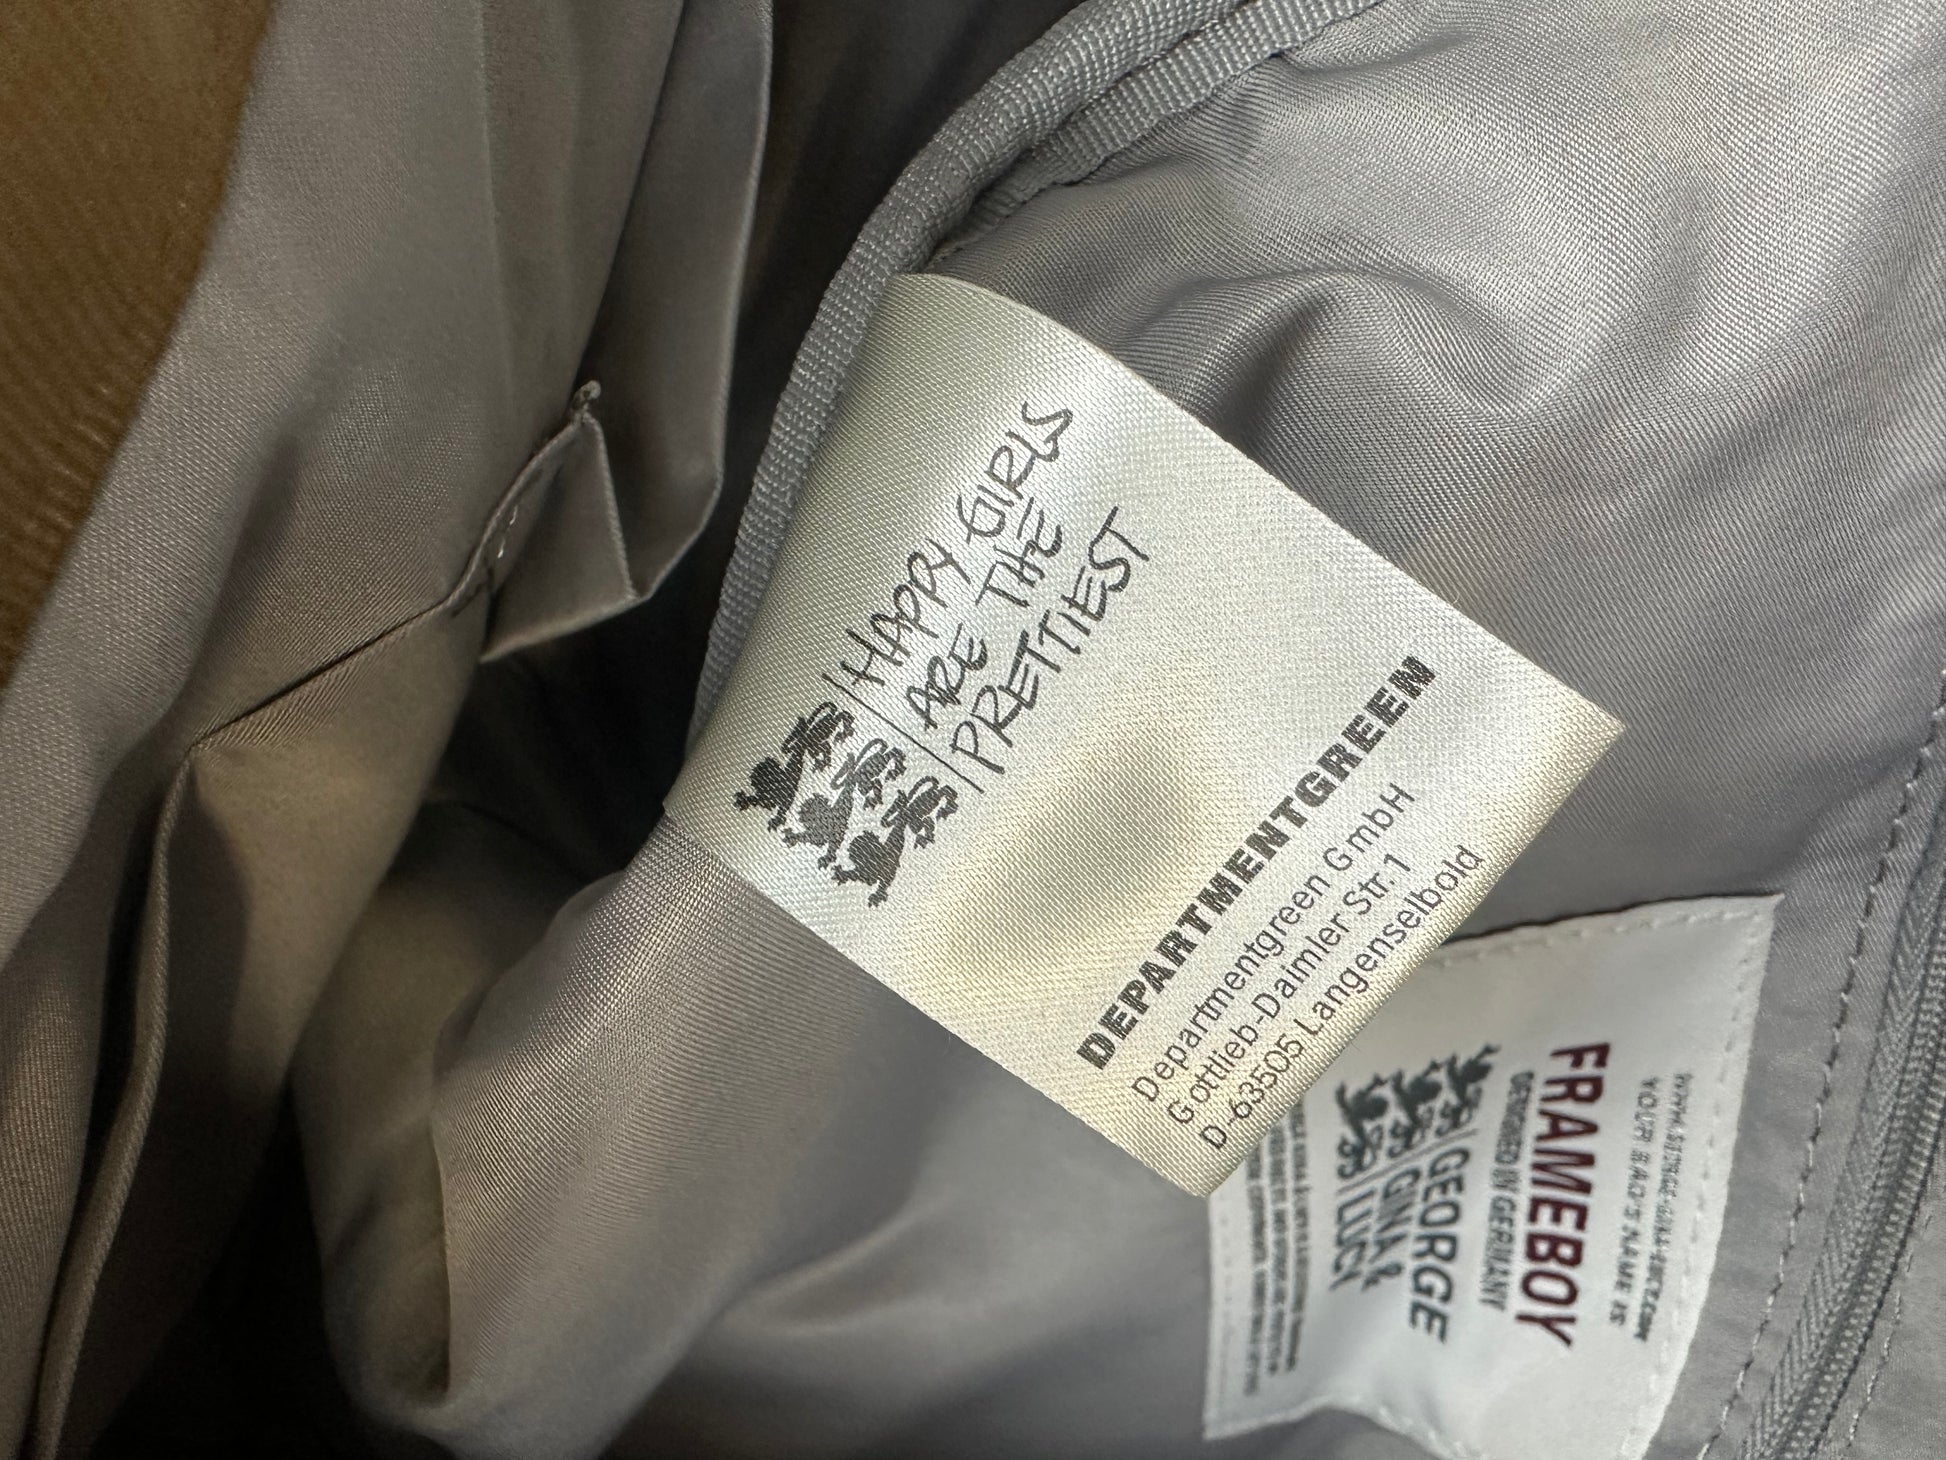 HAPPY GIRLS
ARE THE
PRETTIEST
DEPARTMENTGREEN
Departmentgreen GmbH
Gottlieb-Daimler Str. 1
D-63505 Langenselbold
YOUR BAG'S NAME IS
FRAMEBOY
DESIGNED IN GERMANY
GEORGE
GINA &
LUCY